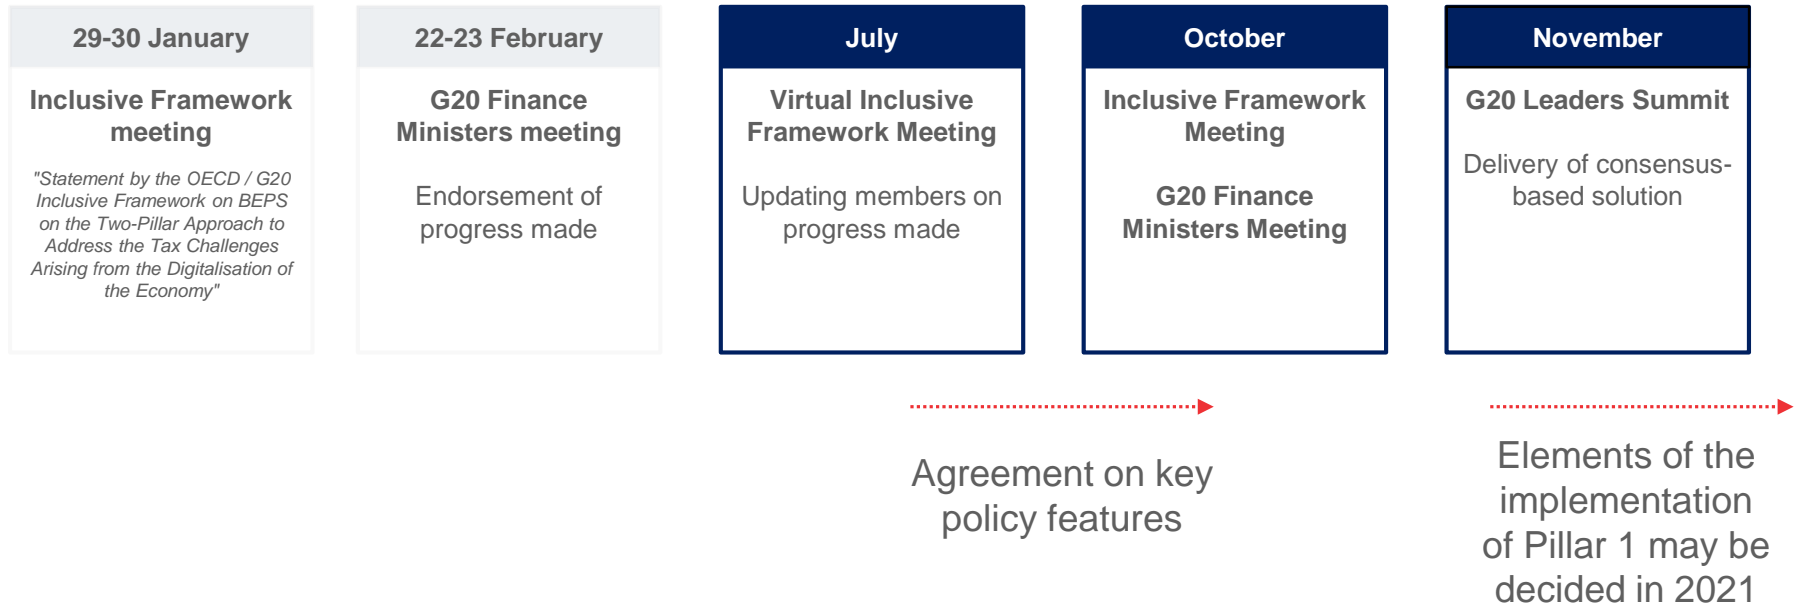 29-30 January
Inclusive Framework
meeting
"Statement by the OECD / G20
Inclusive Framework on BEPS
on the Two-Pillar Approach to
Address the Tax Challenges
Arising from the Digitalisation of
the Economy"
22-23 February
G20 Finance
Ministers meeting
Endorsement of
progress made
July
Virtual Inclusive
Framework Meeting
Updating members on
progress made
October
Inclusive Framework
Meeting
G20 Finance
Ministers Meeting
November
G20 Leaders Summit
Delivery of consensus-
based solution
Agreement on key
policy features
Elements of the
implementation
of Pillar 1 may be
decided in 2021